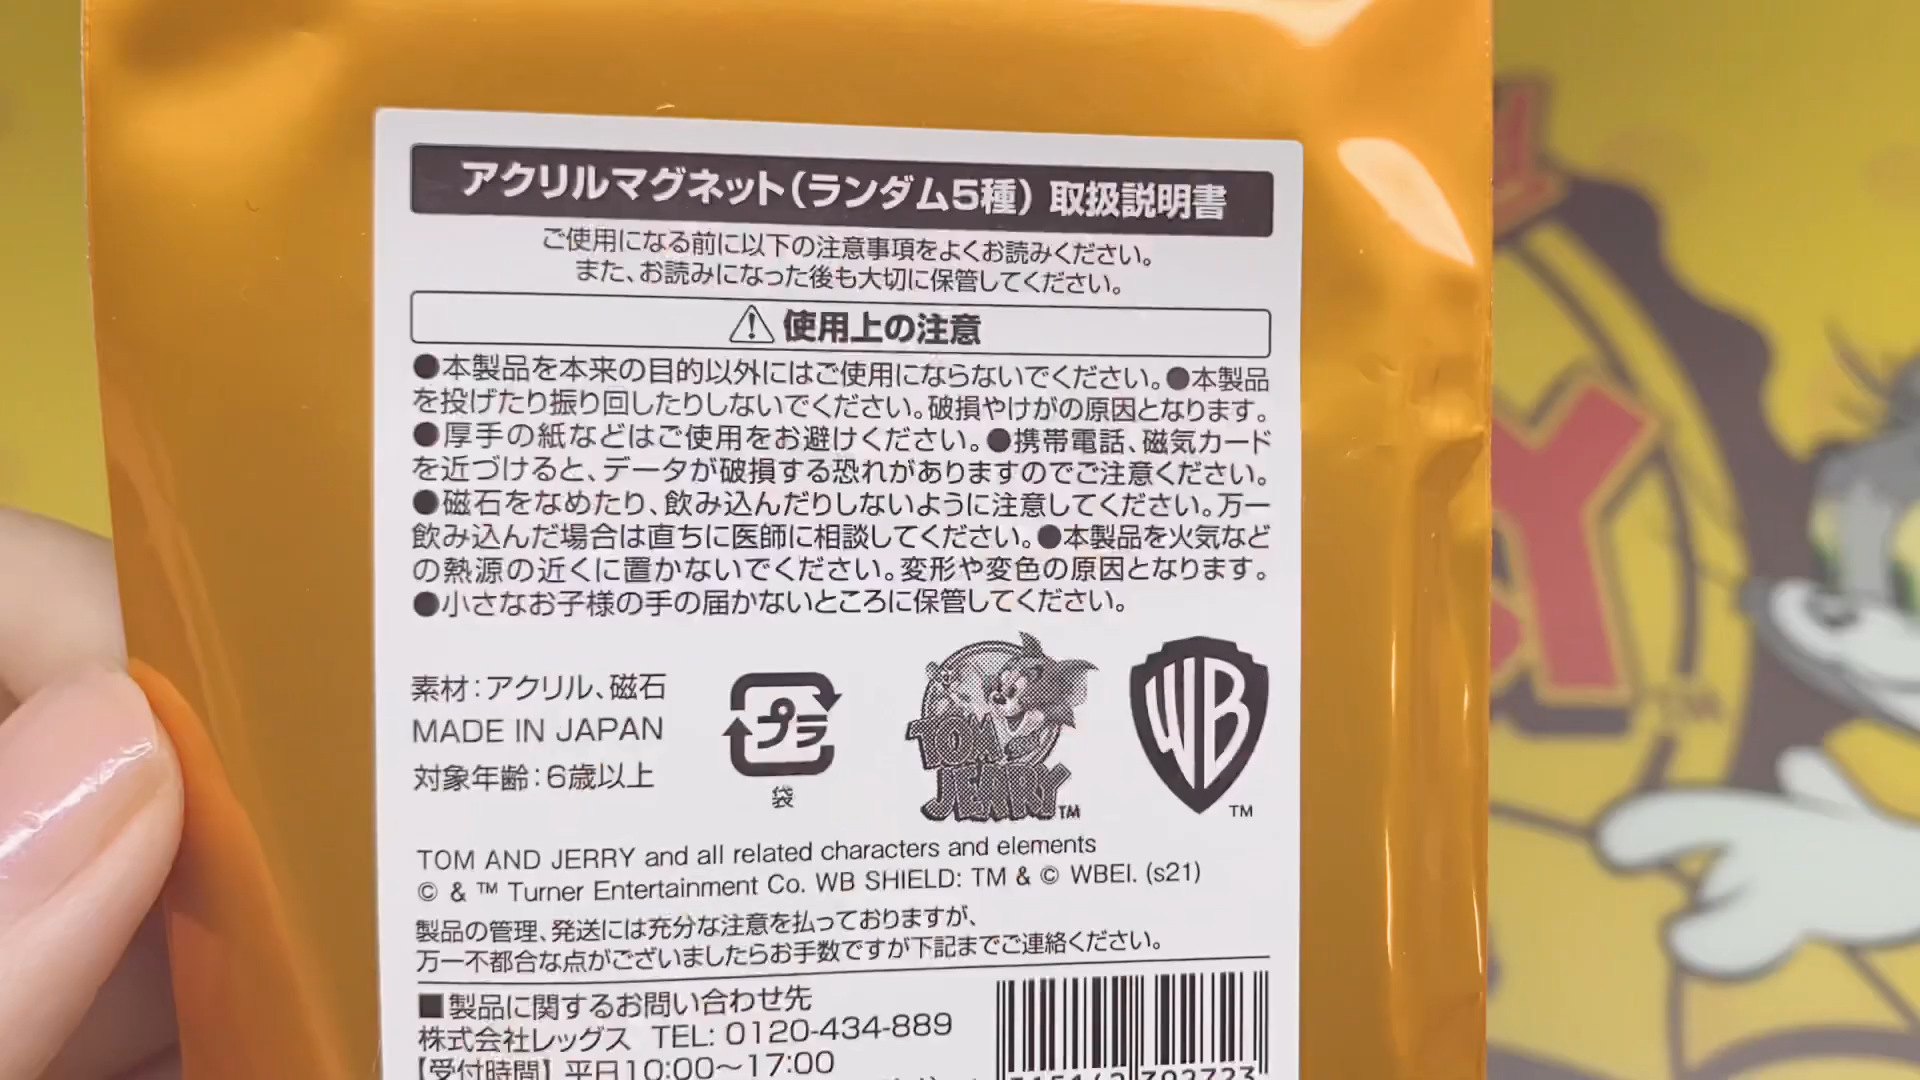 アクリルマグネット(ランダム5種) 取扱説明書
ご使用になる前に以下の注意事項をよくお読みください。
また、お読みになった後も大切に保管してください。
使用上の注意
●本製品を本来の目的以外にはご使用にならないでください。●本製品
を投げたり振り回したりしないでください。破損やけがの原因となります。
●厚手の紙などはご使用をお避けください。●携帯電話、磁気カード
を近づけると、データが破損する恐れがありますのでご注意ください。
●磁石をなめたり、飲み込んだりしないように注意してください。万一
飲み込んだ場合は直ちに医師に相談してください。●本製品を火気など
の熱源の近くに置かないでください。変形や変色の原因となります。
●小さなお子様の手の届かないところに保管してください。
素材:アクリル、磁石
MADE IN JAPAN
対象年齢:6歳以上
プラ
袋
TOM AND JERRY TM
WB TM
TOM AND JERRY and all related characters and elements
© & ™ Turner Entertainment Co. WB SHIELD: TM & © WBEI. (s21)
製品の管理、発送には充分な注意を払っておりますが、
万一不都合な点がございましたらお手数ですが下記までご連絡ください。
■製品に関するお問い合わせ先
株式会社レッグス TEL: 0120-434-889
【受付時間】平日10:00〜17:00